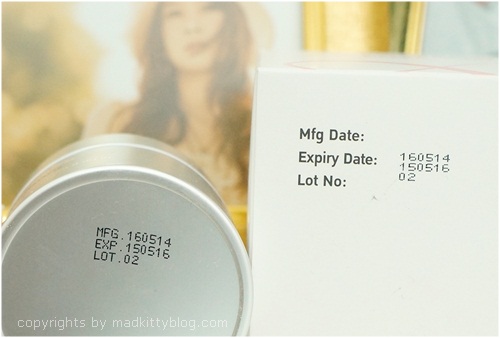 MFG.160514
EXP.150516
LOT.02
Mfg Date: 160514
Expiry Date: 150516
Lot No: 02
copyrights by madkittyblog.com